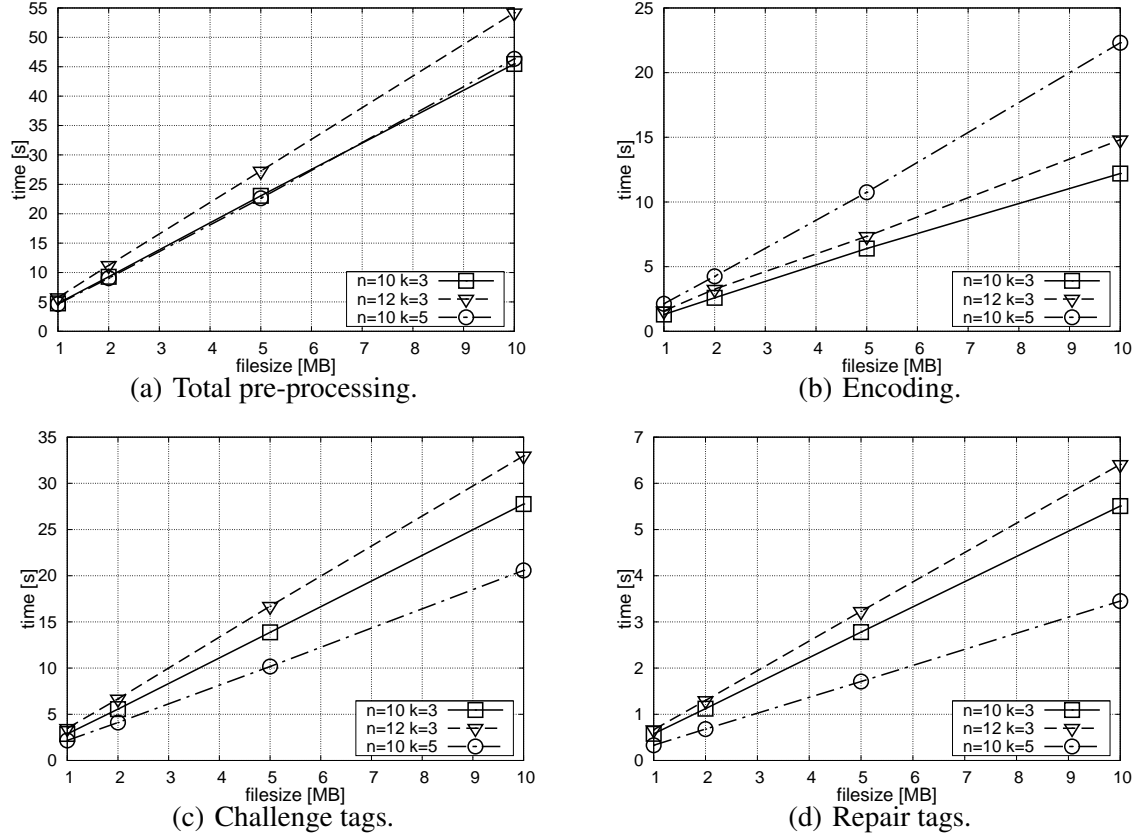 55
50
45
40
35
30
25
20
15
10
5
0
time [s]
1 2 3 4 5 6 7 8 9 10
filesize [MB]
n=10 k=3
n=12 k=3
n=10 k=5
(a) Total pre-processing.
25
20
15
10
5
0
time [s]
1 2 3 4 5 6 7 8 9 10
filesize [MB]
n=10 k=3
n=12 k=3
n=10 k=5
(b) Encoding.
35
30
25
20
15
10
5
0
time [s]
1 2 3 4 5 6 7 8 9 10
filesize [MB]
n=10 k=3
n=12 k=3
n=10 k=5
(c) Challenge tags.
7
6
5
4
3
2
1
0
time [s]
1 2 3 4 5 6 7 8 9 10
filesize [MB]
n=10 k=3
n=12 k=3
n=10 k=5
(d) Repair tags.